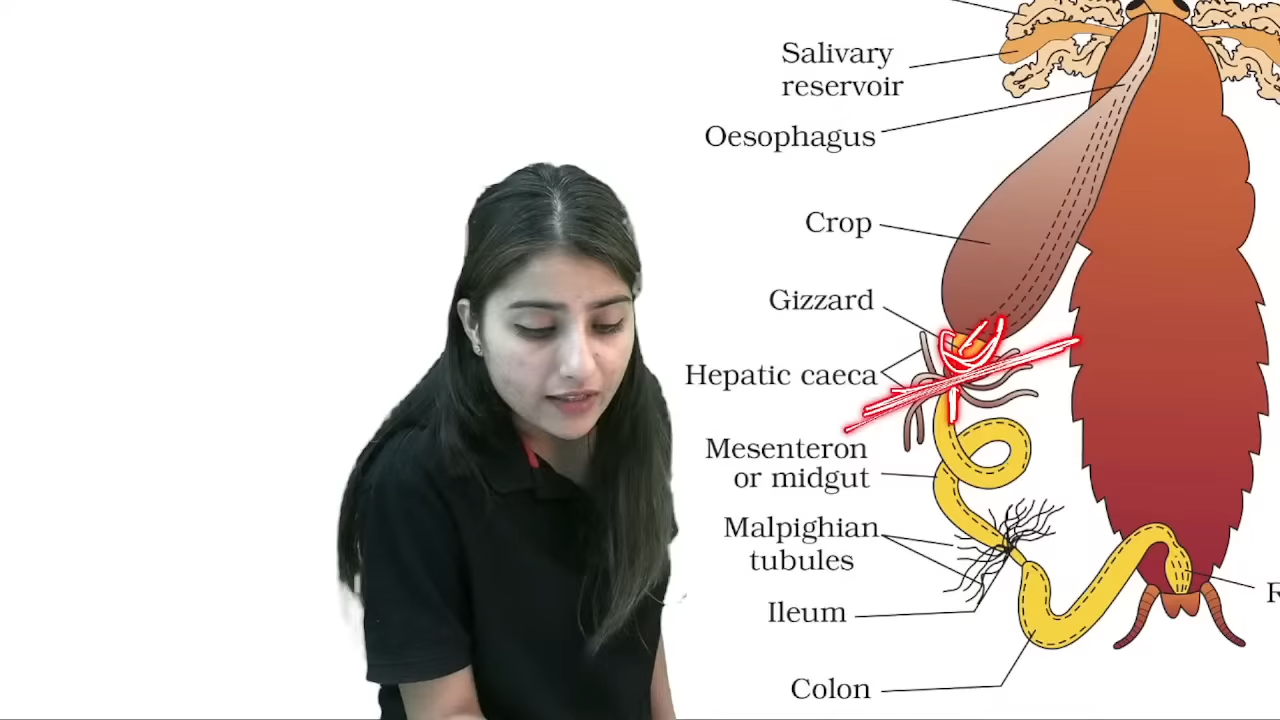 Salivary
reservoir
Oesophagus
Crop
Gizzard
Hepatic caeca
Mesenteron
or midgut
Malpighian
tubules
Ileum
Colon
R